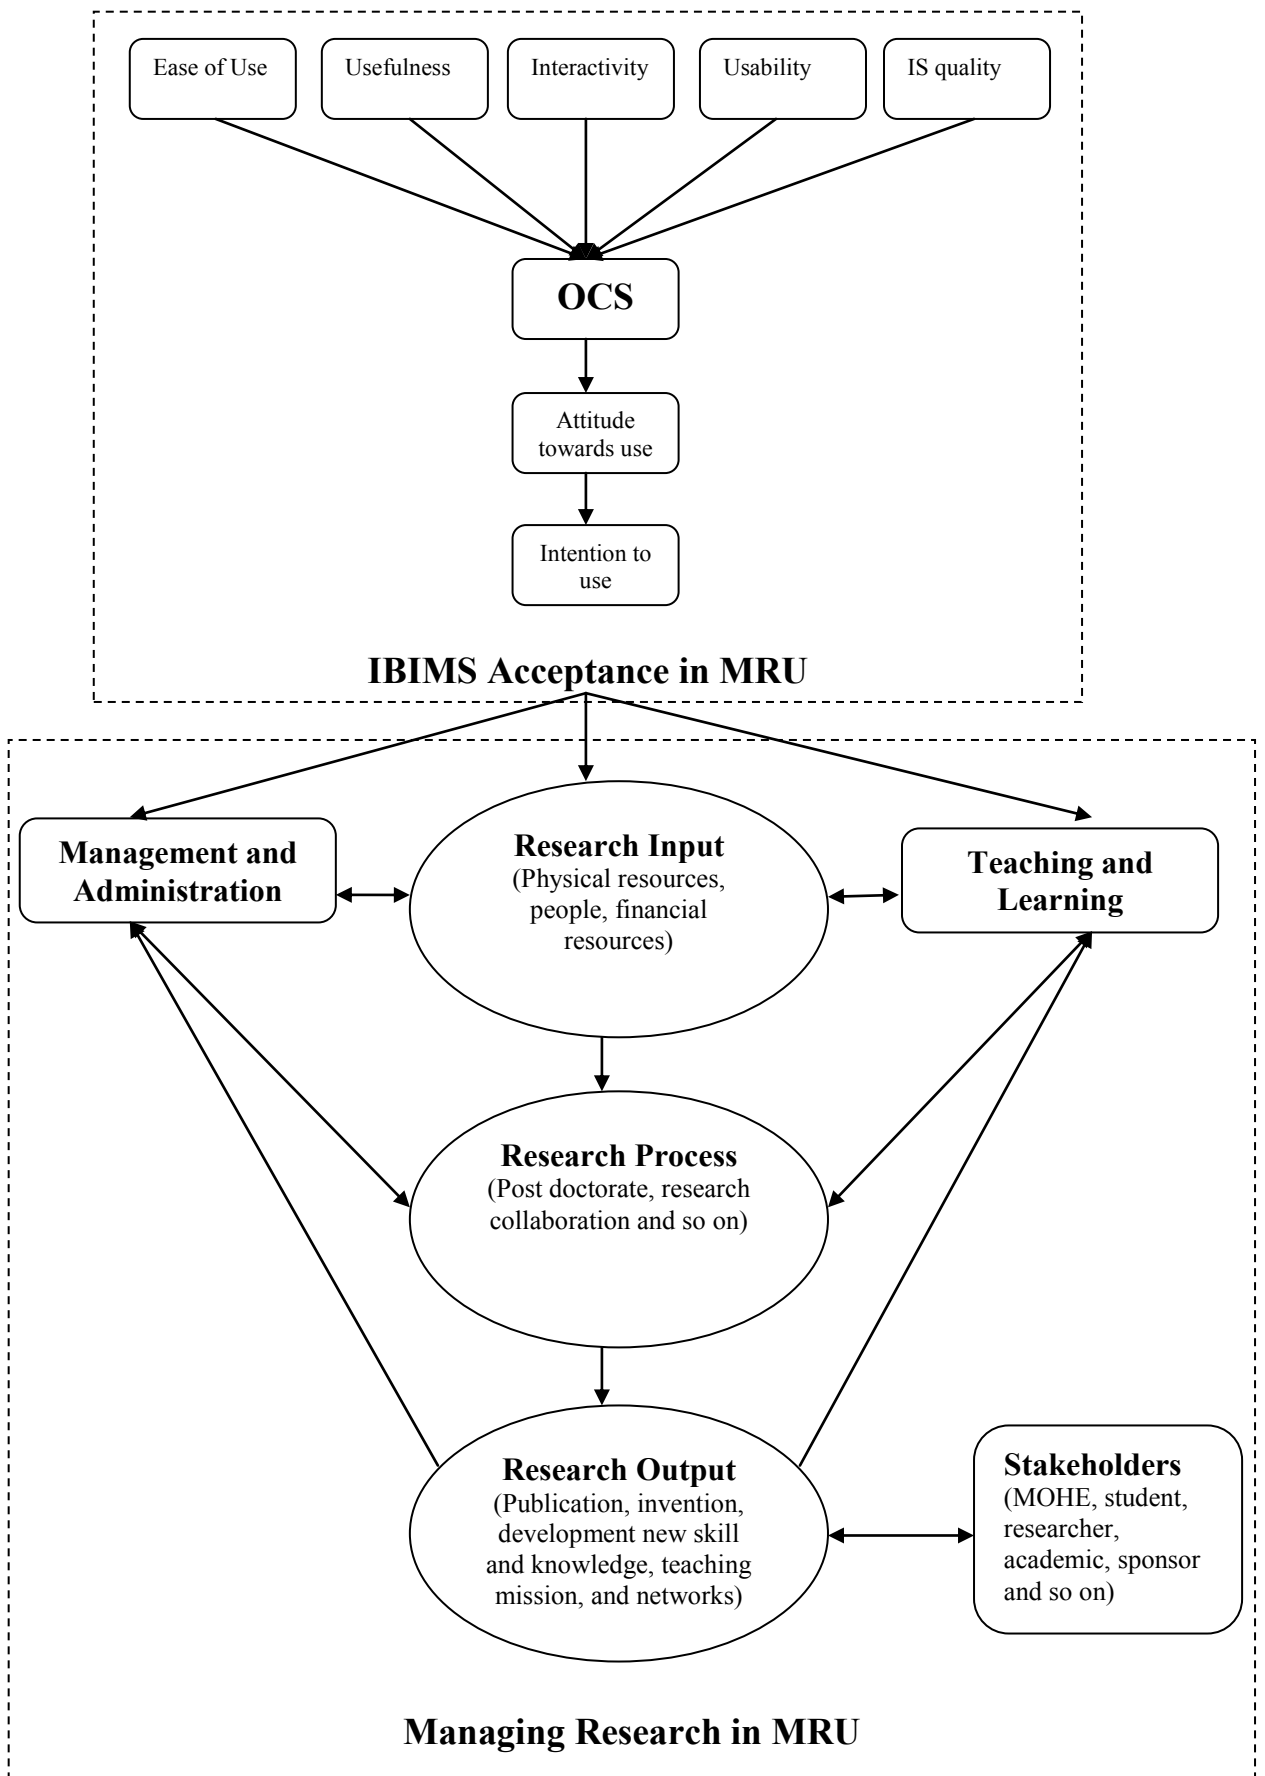 Ease of Use
Usefulness
Interactivity
Usability
IS quality
OCS
Attitude
towards use
Intention to
use
IBIMS Acceptance in MRU
Management and
Administration
Research Input
(Physical resources,
people, financial
resources)
Teaching and
Learning
Research Process
(Post doctorate, research
collaboration and so on)
Research Output
(Publication, invention,
development new skill
and knowledge, teaching
mission, and networks)
Stakeholders
(MOHE, student,
researcher,
academic, sponsor
and so on)
Managing Research in MRU